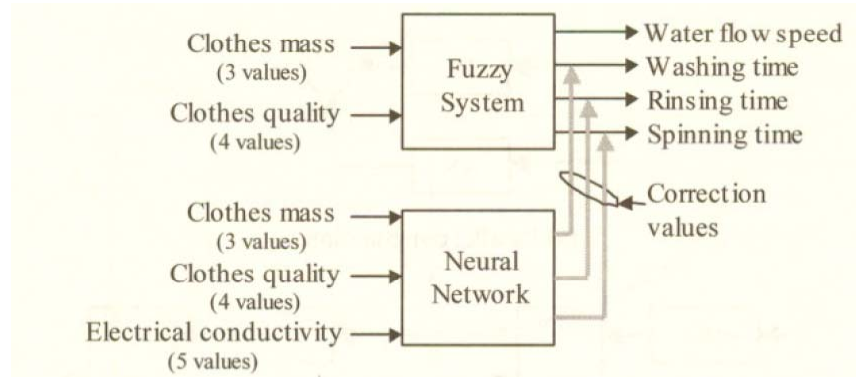 Clothes mass
(3 values)
Clothes quality
(4 values)
Fuzzy
System
Water flow speed
Washing time
Rinsing time
Spinning time
Correction
values
Clothes mass
(3 values)
Clothes quality
(4 values)
Electrical conductivity
(5 values)
Neural
Network